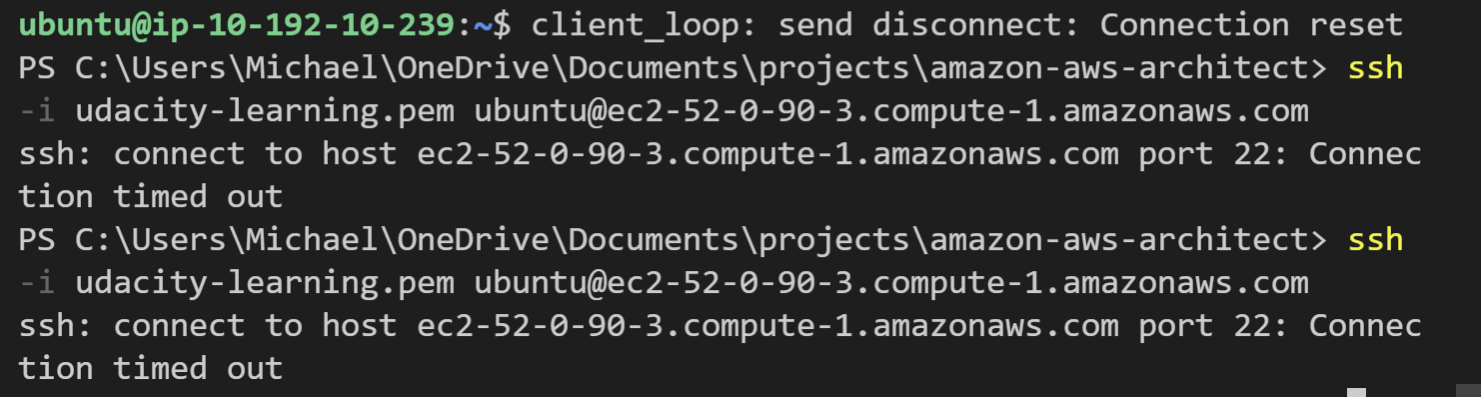 ubuntu@ip-10-192-10-239:~$ client_loop: send disconnect: Connection reset
PS C:\Users\Michael\OneDrive\Documents\projects\amazon-aws-architect> ssh
-i udacity-learning.pem ubuntu@ec2-52-0-90-3.compute-1.amazonaws.com
ssh: connect to host ec2-52-0-90-3.compute-1.amazonaws.com port 22: Connec
tion timed out
PS C:\Users\Michael\OneDrive\Documents\projects\amazon-aws-architect> ssh
-i udacity-learning.pem ubuntu@ec2-52-0-90-3.compute-1.amazonaws.com
ssh: connect to host ec2-52-0-90-3.compute-1.amazonaws.com port 22: Connec
tion timed out